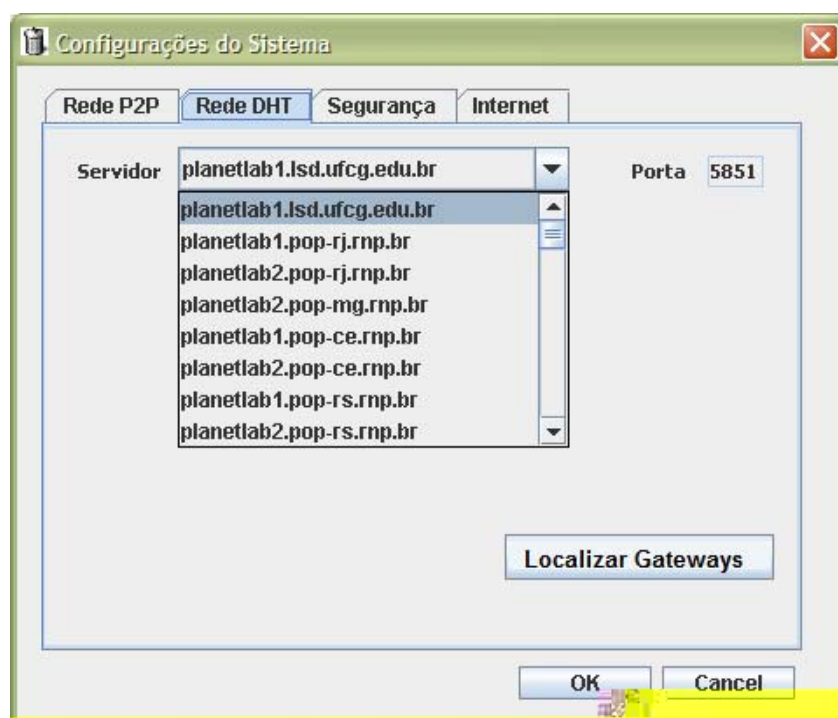 Configurações do Sistema
Rede P2P Rede DHT Segurança Internet
Servidor planetlab1.lsd.ufcg.edu.br Porta 5851
planetlab1.lsd.ufcg.edu.br
planetlab1.pop-rj.rnp.br
planetlab2.pop-rj.rnp.br
planetlab2.pop-mg.rnp.br
planetlab1.pop-ce.rnp.br
planetlab2.pop-ce.rnp.br
planetlab1.pop-rs.rnp.br
planetlab2.pop-rs.rnp.br
Localizar Gateways
OK Cancel